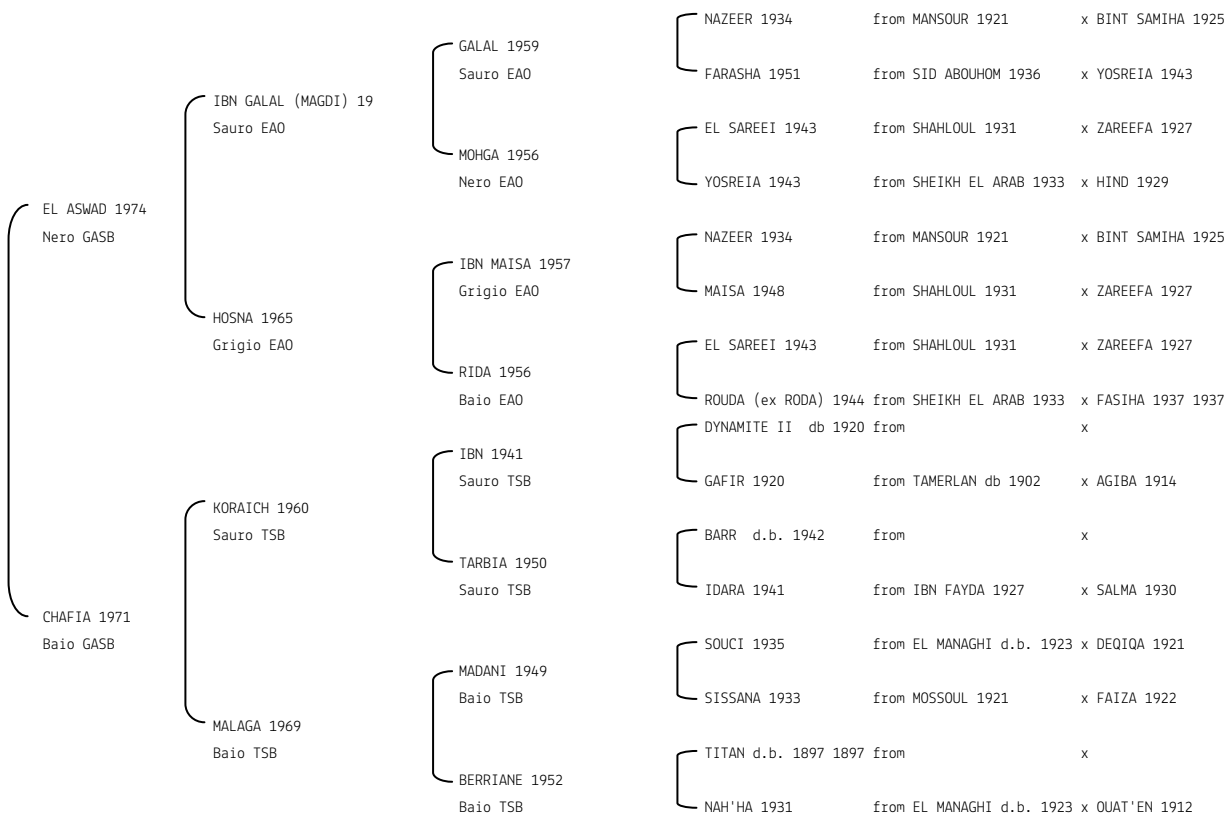 NAZEER 1934 from MANSOUR 1921 x BINT SAMIHA 1925
GALAL 1959
Sauro EAO FARASHA 1951 from SID ABOUHOM 1936 x YOSREIA 1943
IBN GALAL (MAGDI) 19
Sauro EAO EL SAREEI 1943 from SHAHLOUL 1931 x ZAREEFA 1927
MOHGA 1956
Nero EAO YOSREIA 1943 from SHEIKH EL ARAB 1933 x HIND 1929
EL ASWAD 1974
Nero GASB NAZEER 1934 from MANSOUR 1921 x BINT SAMIHA 1925
IBN MAISA 1957
Grigio EAO MAISA 1948 from SHAHLOUL 1931 x ZAREEFA 1927
HOSNA 1965
Grigio EAO EL SAREEI 1943 from SHAHLOUL 1931 x ZAREEFA 1927
RIDA 1956
Baio EAO ROUDA (ex RODA) 1944 from SHEIKH EL ARAB 1933 x FASIHA 1937 1937
DYNAMITE II db 1920 from x
IBN 1941
Sauro TSB GAFIR 1920 from TAMERLAN db 1902 x AGIBA 1914
KORAICH 1960
Sauro TSB BARR d.b. 1942 from x
TARBIA 1950
Sauro TSB IDARA 1941 from IBN FAYDA 1927 x SALMA 1930
CHAFIA 1971
Baio GASB SOUCI 1935 from EL MANAGHI d.b. 1923 x DEQIQA 1921
MADANI 1949
Baio TSB SISSANA 1933 from MOSSOUL 1921 x FAIZA 1922
MALAGA 1969
Baio TSB TITAN d.b. 1897 1897 from x
BERRIANE 1952
Baio TSB NAH'HA 1931 from EL MANAGHI d.b. 1923 x OUAT'EN 1912